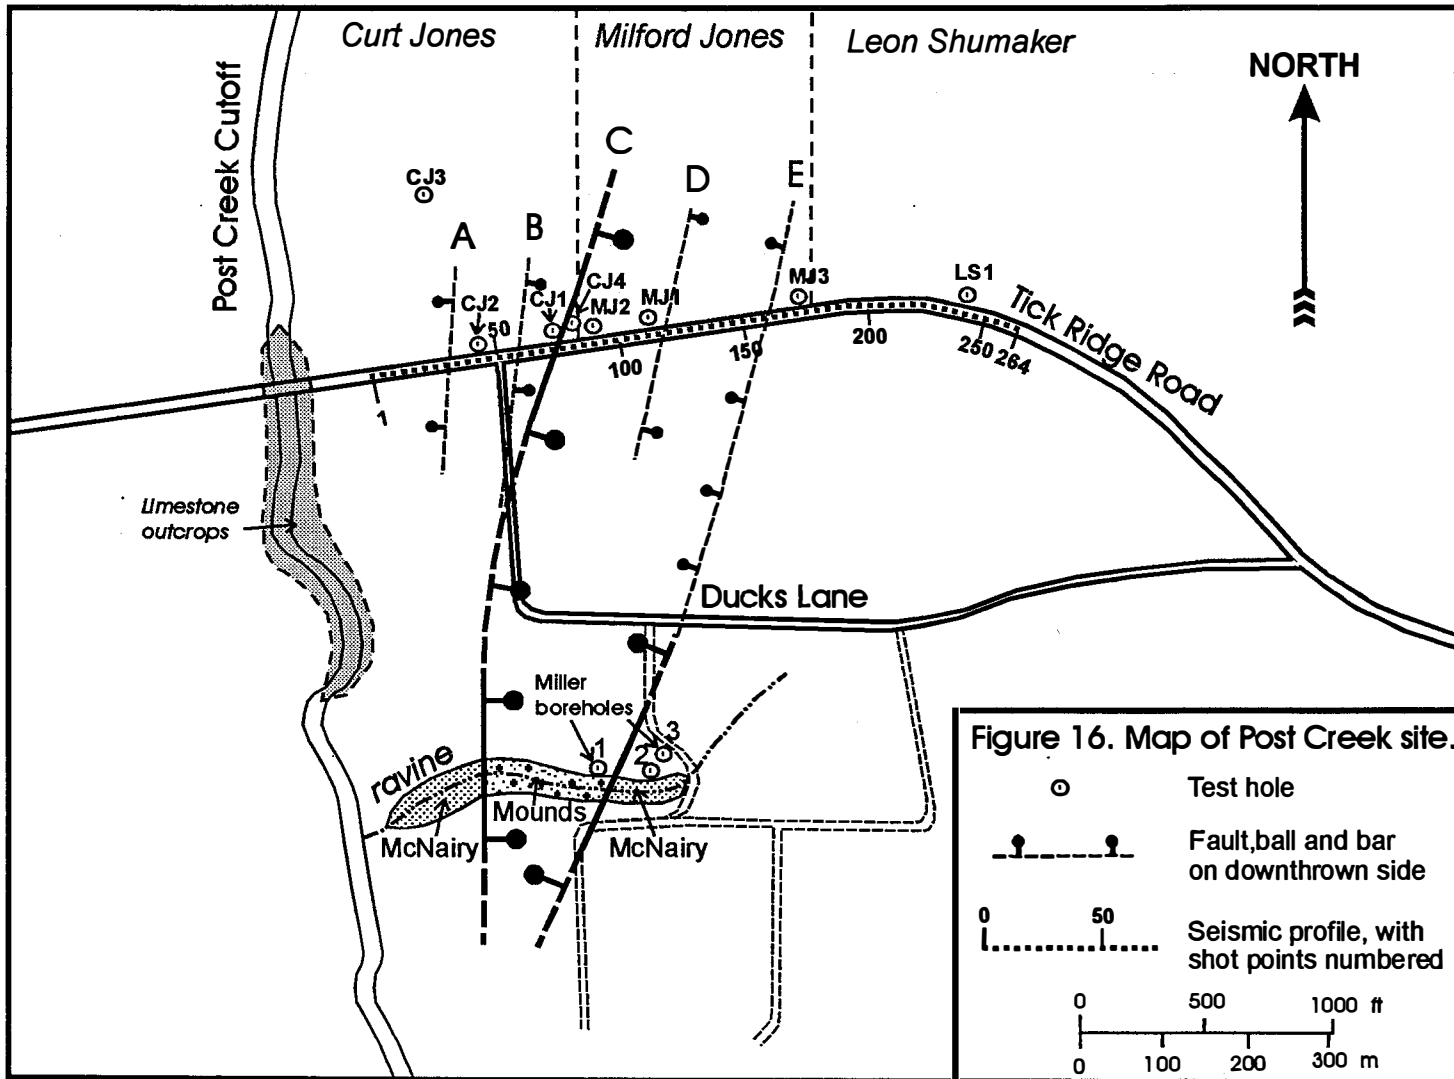 Curt Jones
Milford Jones
Leon Shumaker
NORTH
Post Creek Cutoff
C
CJ3
D
E
A
B
CJ4
CJ2
CJ1
MJ2
MJ1
MJ3
LS1
Tick Ridge Road
1
50
100
150
200
250
264
Limestone
outcrops
Ducks Lane
Miller
boreholes
1
2
3
ravine
Mounds
McNairy
McNairy
Figure 16. Map of Post Creek site.
Test hole
Fault,ball and bar
on downthrown side
0 50
Seismic profile, with
shot points numbered
0 500 1000 ft
0 100 200 300 m